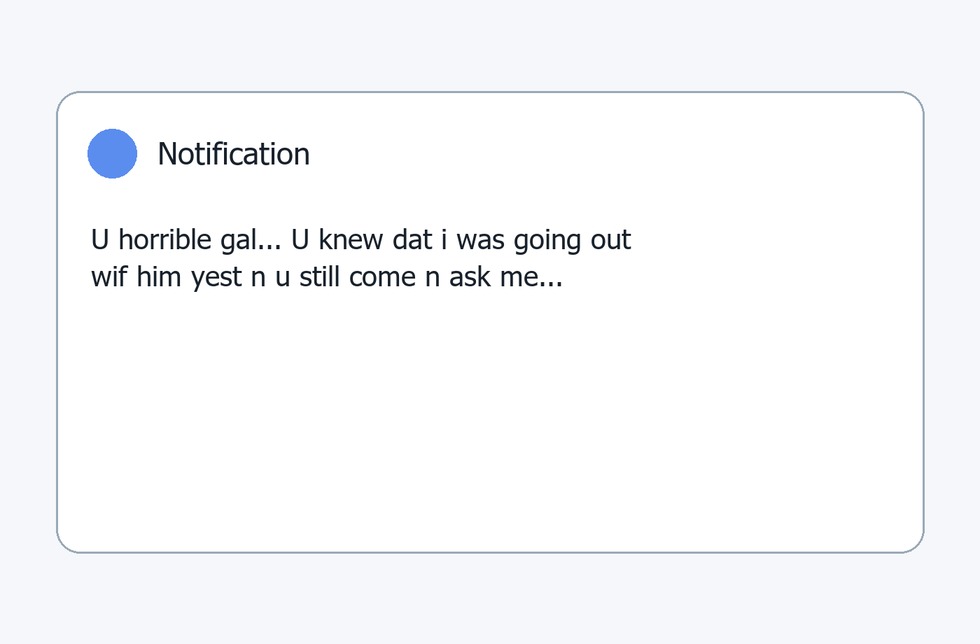 Notification
U horrible gal... U knew dat i was going out
wif him yest n u still come n ask me...